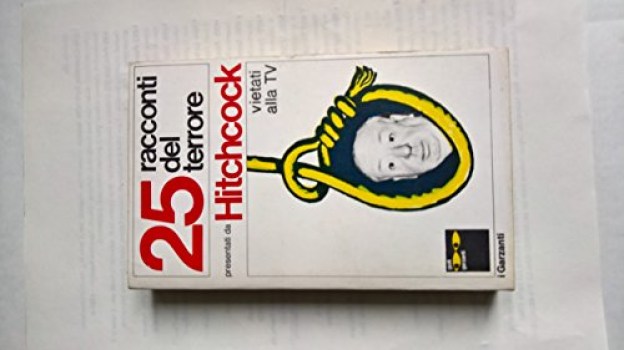 25 racconti
del
terrore
presentati da
Hitchcock
vietati
alla TV
i Garzanti